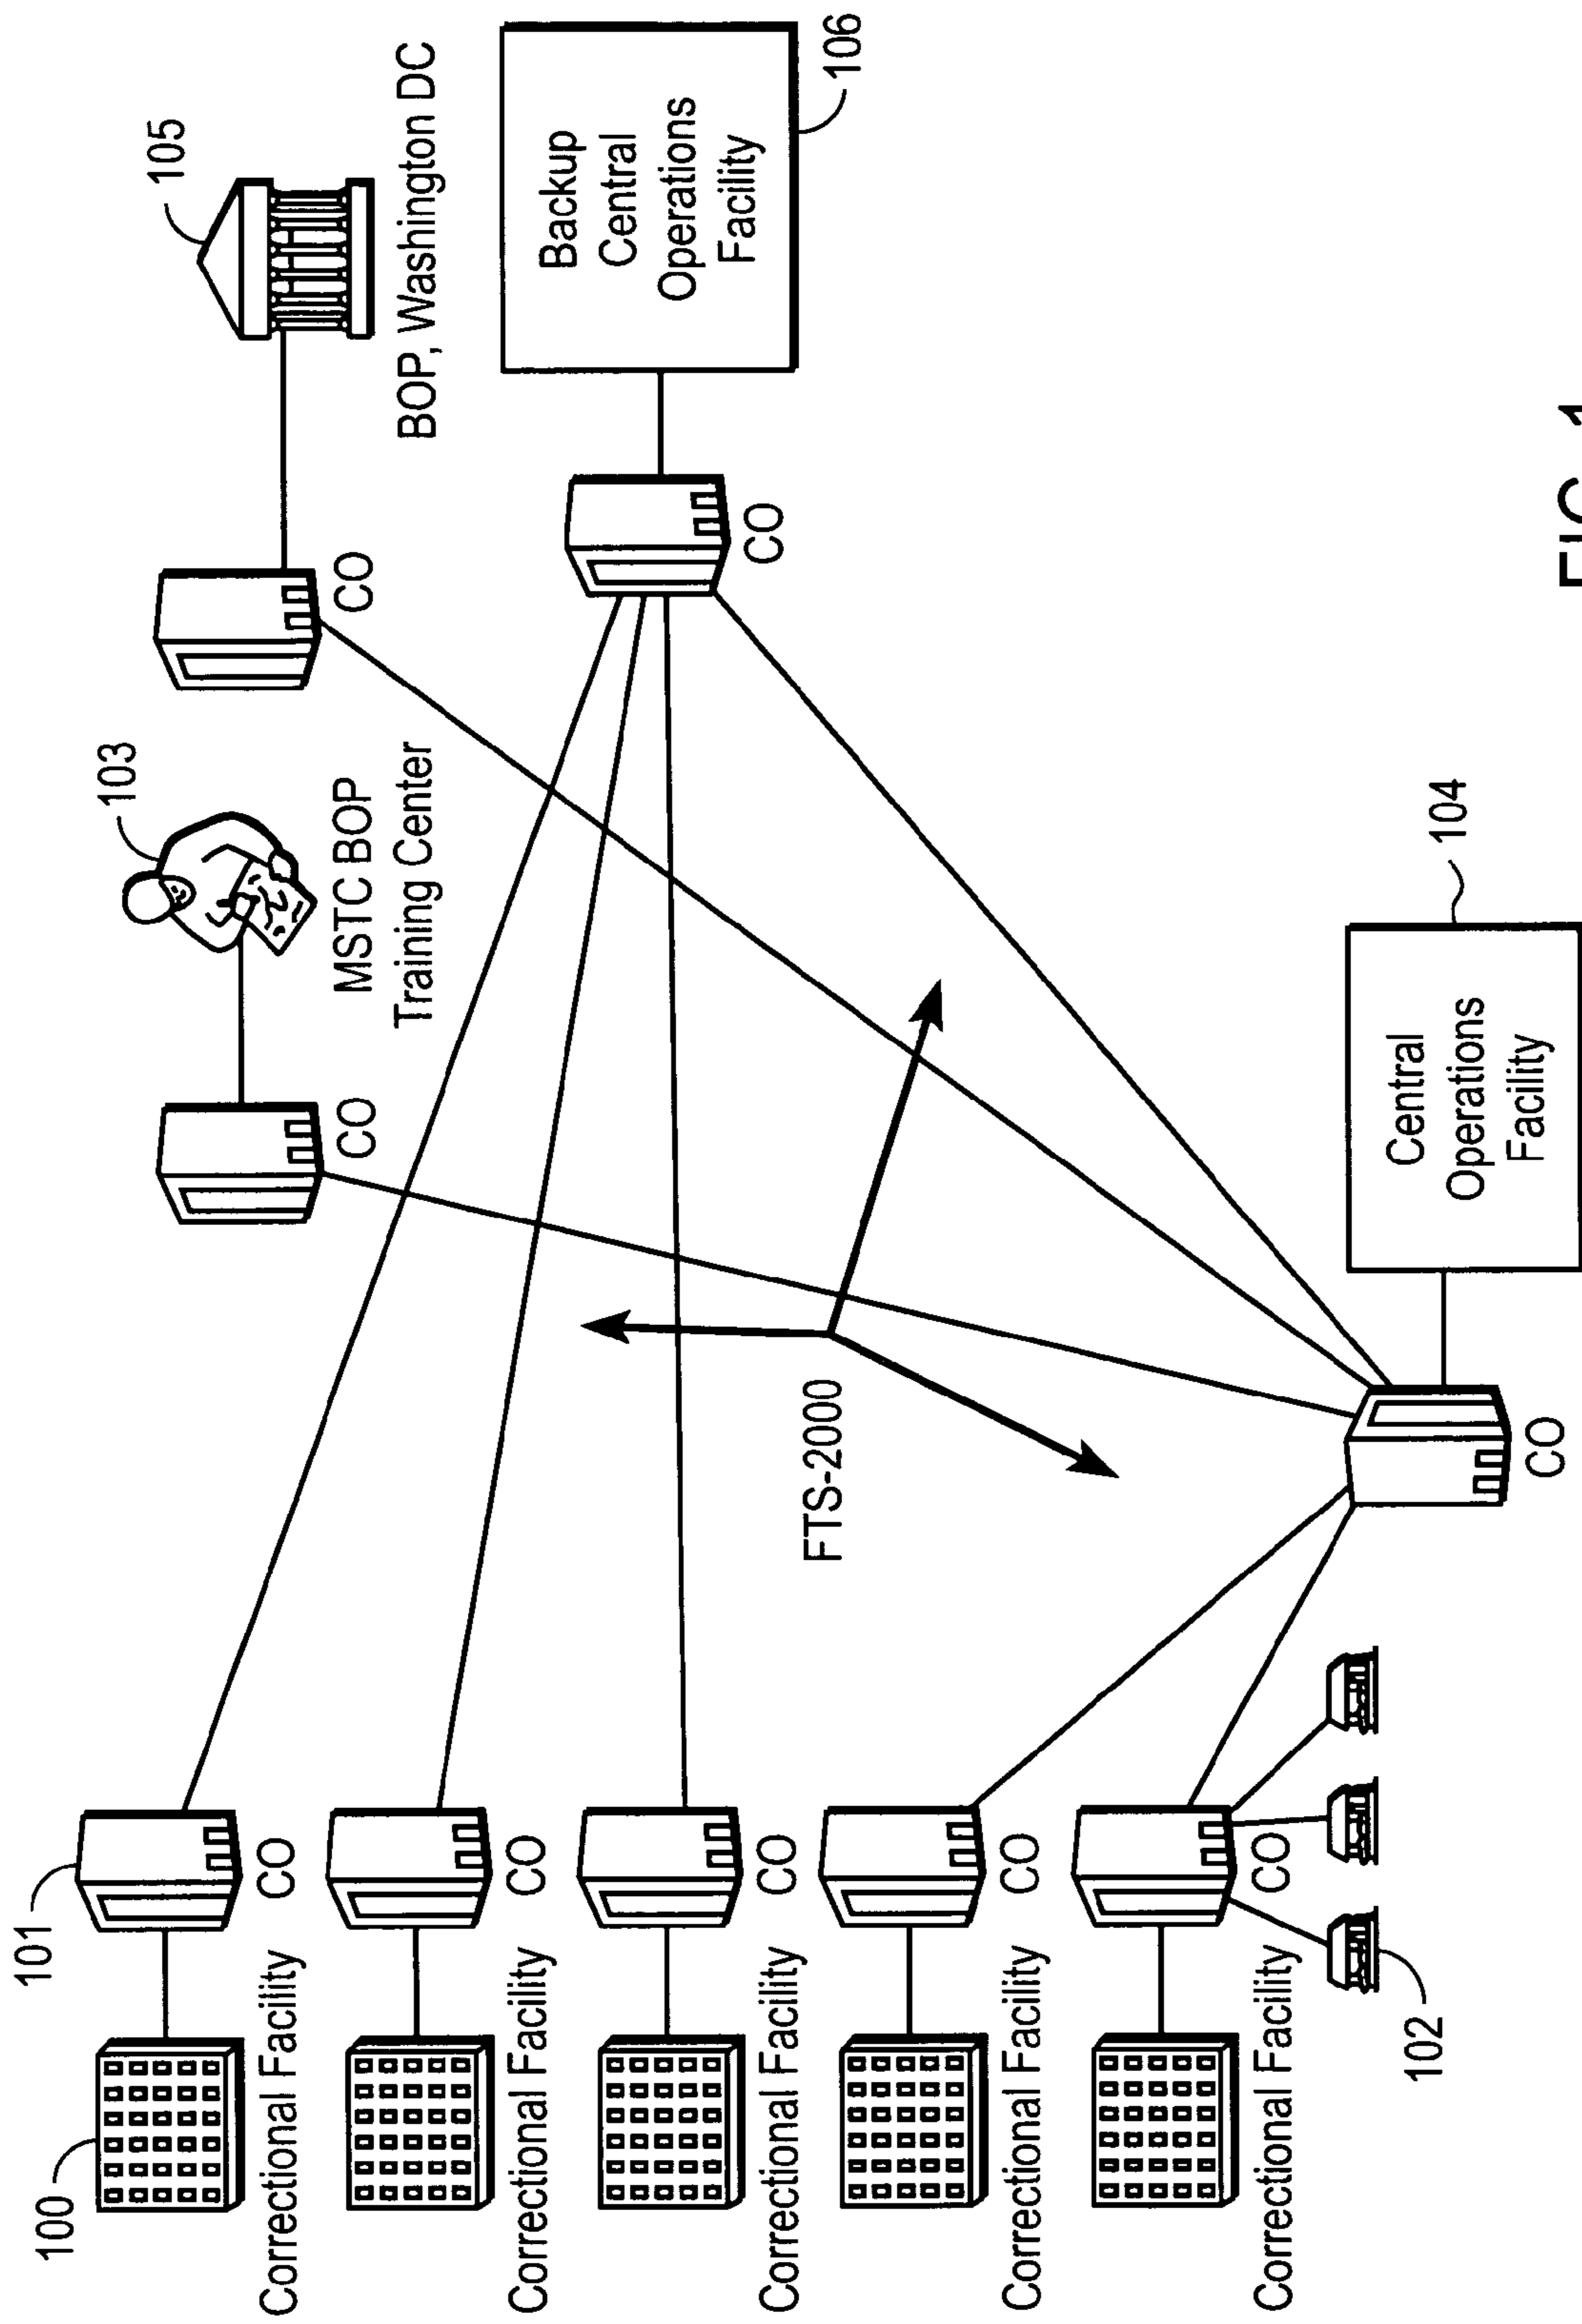 100
101
Correctional Facility
CO
Correctional Facility
CO
Correctional Facility
CO
Correctional Facility
CO
Correctional Facility
CO
102
103
CO
MSTC BOP
Training Center
105
CO
BOP, Washington DC
CO
Backup
Central
Operations
Facility
106
FTS-2000
CO
Central
Operations
Facility
104
FIG. 1